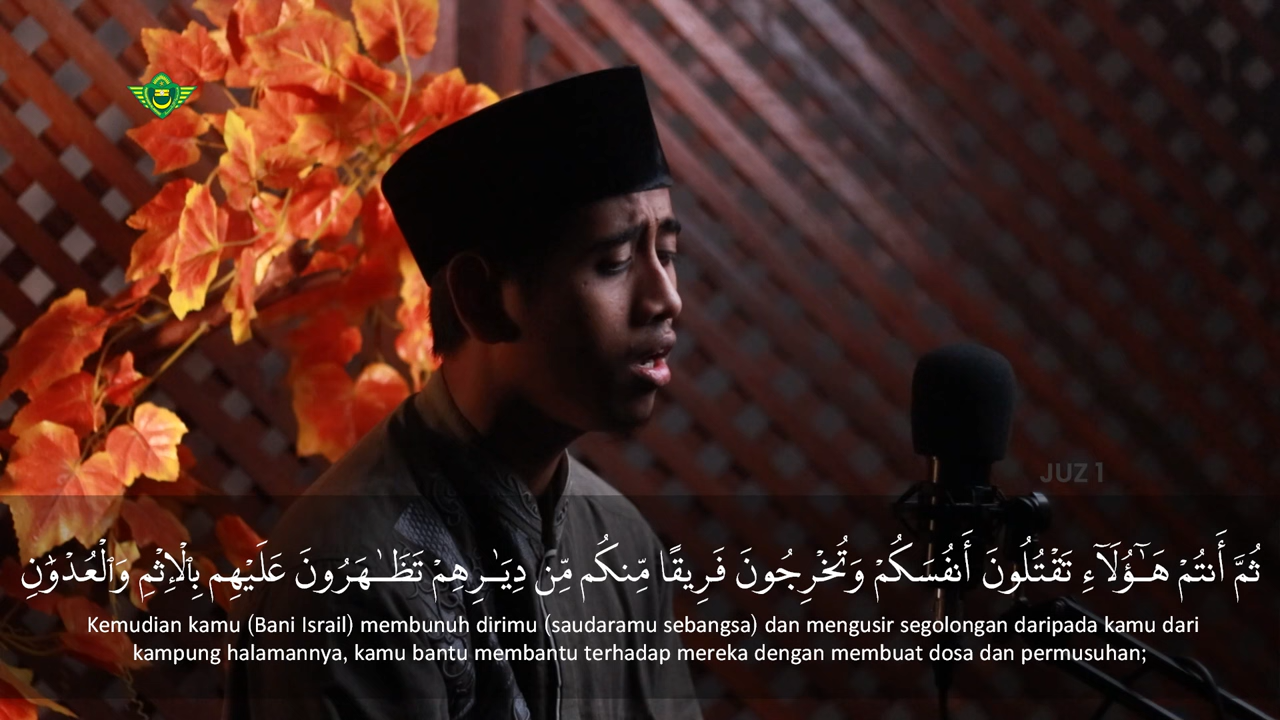 JUZ 1
ثُمَّ أَنتُمْ هَـٰٓؤُلَآءِ تَقْتُلُونَ أَنفُسَكُمْ وَتُخْرِجُونَ فَرِيقًا مِّنكُم مِّن دِيَـٰرِهِمْ تَظَـٰهَرُونَ عَلَيْهِم بِٱلْإِثْمِ وَٱلْعُدْوَٰنِ
Kemudian kamu (Bani Israil) membunuh dirimu (saudaramu sebangsa) dan mengusir segolongan daripada kamu dari
kampung halamannya, kamu bantu membantu terhadap mereka dengan membuat dosa dan permusuhan;